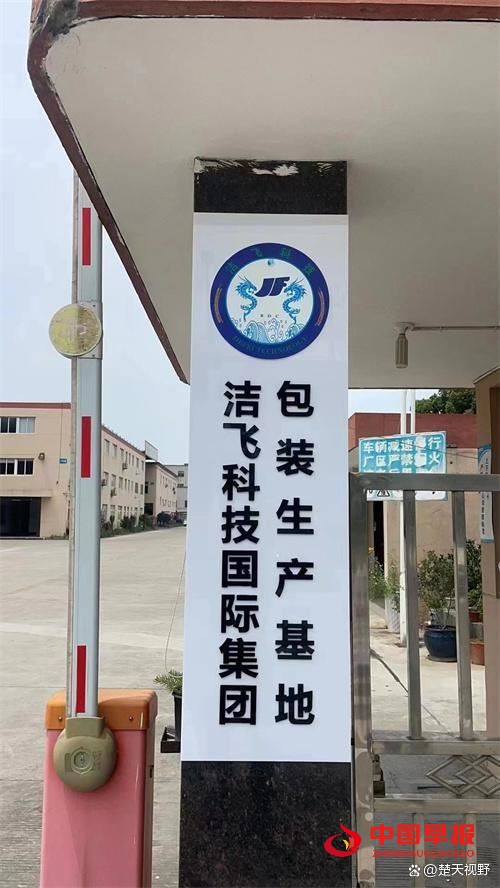 洁飞科技
JF
洁飞科技国际集团
包装生产基地
车辆减速慢行
厂区严禁烟火
中国早报
@楚天视野